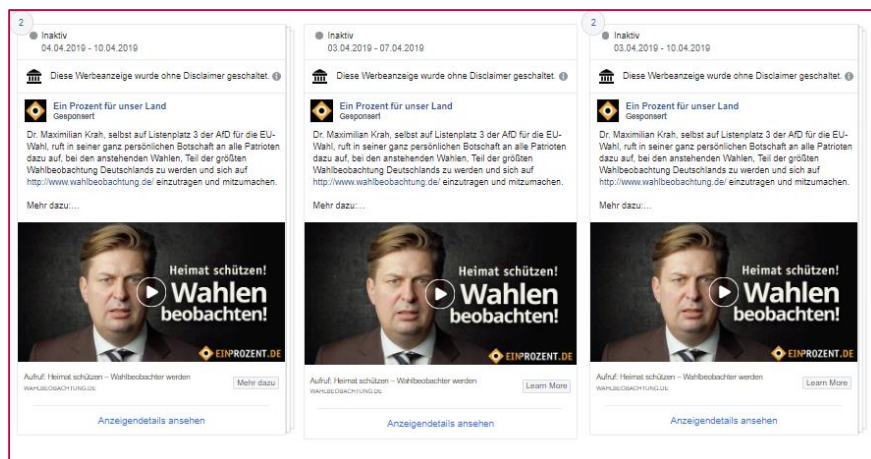 2
Inaktiv
04.04.2019 - 10.04.2019
Diese Werbeanzeige wurde ohne Disclaimer geschaltet.
Ein Prozent für unser Land
Gesponsert
Dr. Maximilian Krah, selbst auf Listenplatz 3 der AfD für die EU-
Wahl, ruft in seiner ganz persönlichen Botschaft an alle Patrioten
dazu auf, bei den anstehenden Wahlen, Teil der größten
Wahlbeobachtung Deutschlands zu werden und sich auf
http://www.wahlbeobachtung.de/ einzutragen und mitzumachen.
Mehr dazu:...
Heimat schützen!
Wahlen
beobachten!
EINPROZENT.DE
Aufruf: Heimat schützen – Wahlbeobachter werden
WAHLBEOBACHTUNG.DE
Mehr dazu
Anzeigendetails ansehen
Inaktiv
03.04.2019 - 07.04.2019
Diese Werbeanzeige wurde ohne Disclaimer geschaltet.
Ein Prozent für unser Land
Gesponsert
Dr. Maximilian Krah, selbst auf Listenplatz 3 der AfD für die EU-
Wahl, ruft in seiner ganz persönlichen Botschaft an alle Patrioten
dazu auf, bei den anstehenden Wahlen, Teil der größten
Wahlbeobachtung Deutschlands zu werden und sich auf
http://www.wahlbeobachtung.de/ einzutragen und mitzumachen.
Mehr dazu:...
Heimat schützen!
Wahlen
beobachten!
EINPROZENT.DE
Aufruf: Heimat schützen – Wahlbeobachter werden
WAHLBEOBACHTUNG.DE
Learn More
Anzeigendetails ansehen
2
Inaktiv
03.04.2019 - 10.04.2019
Diese Werbeanzeige wurde ohne Disclaimer geschaltet.
Ein Prozent für unser Land
Gesponsert
Dr. Maximilian Krah, selbst auf Listenplatz 3 der AfD für die EU-
Wahl, ruft in seiner ganz persönlichen Botschaft an alle Patrioten
dazu auf, bei den anstehenden Wahlen, Teil der größten
Wahlbeobachtung Deutschlands zu werden und sich auf
http://www.wahlbeobachtung.de/ einzutragen und mitzumachen.
Mehr dazu:...
Heimat schützen!
Wahlen
beobachten!
EINPROZENT.DE
Aufruf: Heimat schützen – Wahlbeobachter werden
WAHLBEOBACHTUNG.DE
Learn More
Anzeigendetails ansehen